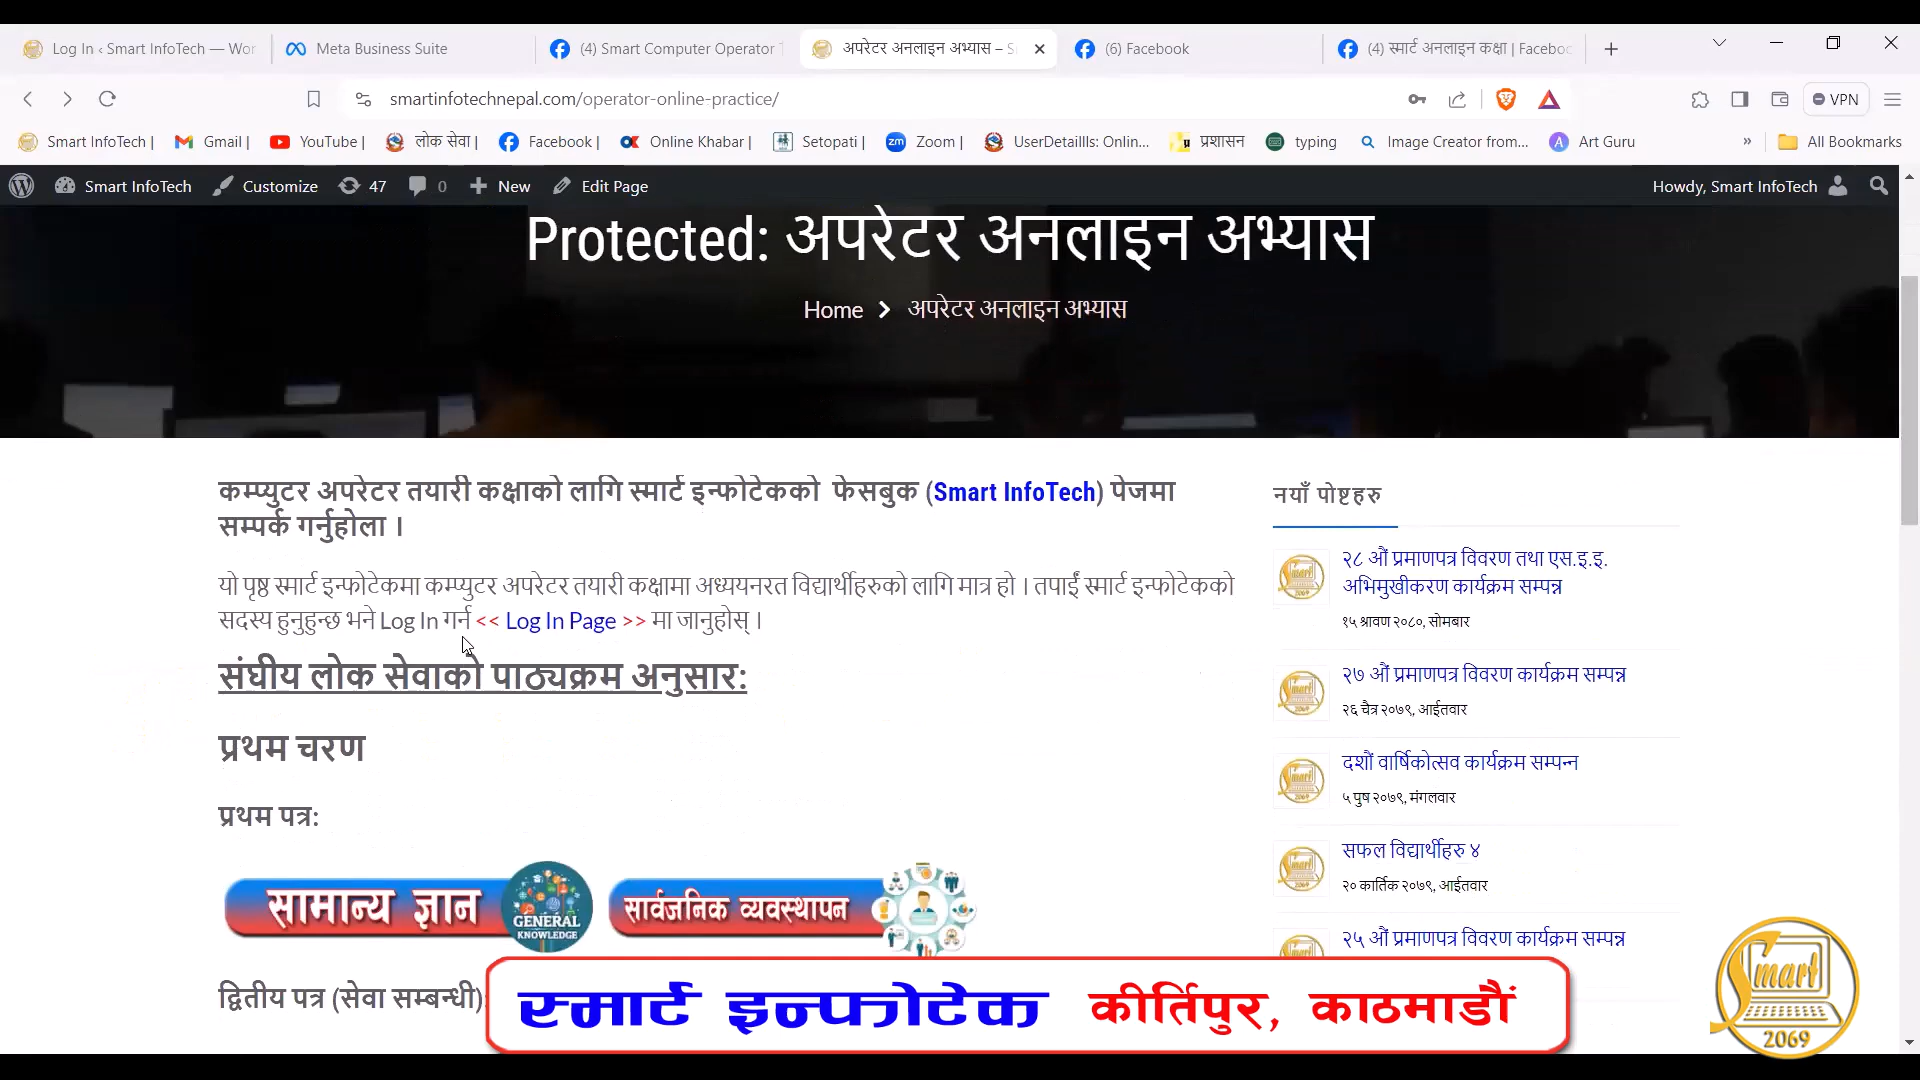 Log In ‹ Smart InfoTech — Wor
Meta Business Suite
(4) Smart Computer Operator T
अपरेटर अनलाइन अभ्यास – S
(6) Facebook
(4) स्मार्ट अनलाइन कक्षा | Faceboo
smartinfotechnepal.com/operator-online-practice/
VPN
Smart InfoTech |
Gmail |
YouTube |
लोक सेवा |
Facebook |
Online Khabar |
Setopati |
Zoom |
UserDetaillls: Onlin...
प्रशासन
typing
Image Creator from...
Art Guru
»
All Bookmarks
Smart InfoTech
Customize
47
0
New
Edit Page
Howdy, Smart InfoTech
Protected: अपरेटर अनलाइन अभ्यास
Home
अपरेटर अनलाइन अभ्यास
कम्प्युटर अपरेटर तयारी कक्षाको लागि स्मार्ट इन्फोटेकको फेसबुक (Smart InfoTech) पेजमा
सम्पर्क गर्नुहोला ।
यो पृष्ठ स्मार्ट इन्फोटेकमा कम्प्युटर अपरेटर तयारी कक्षामा अध्ययनरत विद्यार्थीहरुको लागि मात्र हो । तपाईं स्मार्ट इन्फोटेकको
सदस्य हुनुहुन्छ भने Log In गर्न << Log In Page >> मा जानुहोस् ।
संघीय लोक सेवाको पाठ्यक्रम अनुसार:
प्रथम चरण
प्रथम पत्र:
सामान्य ज्ञान
GENERAL
KNOWLEDGE
सार्वजनिक व्यवस्थापन
द्वितीय पत्र (सेवा सम्बन्धी)
नयाँ पोष्टहरु
२८ औं प्रमाणपत्र विवरण तथा एस.इ.इ.
अभिमुखीकरण कार्यक्रम सम्पन्न
१५ श्रावण २०८०, सोमबार
२७ औं प्रमाणपत्र विवरण कार्यक्रम सम्पन्न
२६ चैत्र २०७९, आईतवार
दशौं वार्षिकोत्सव कार्यक्रम सम्पन्न
५ पुष २०७९, मंगलवार
सफल विद्यार्थीहरु ४
२० कार्तिक २०७९, आईतवार
२५ औं प्रमाणपत्र विवरण कार्यक्रम सम्पन्न
स्मार्ट इन्फोटेक कीर्तिपुर, काठमाडौं
Smart
2069